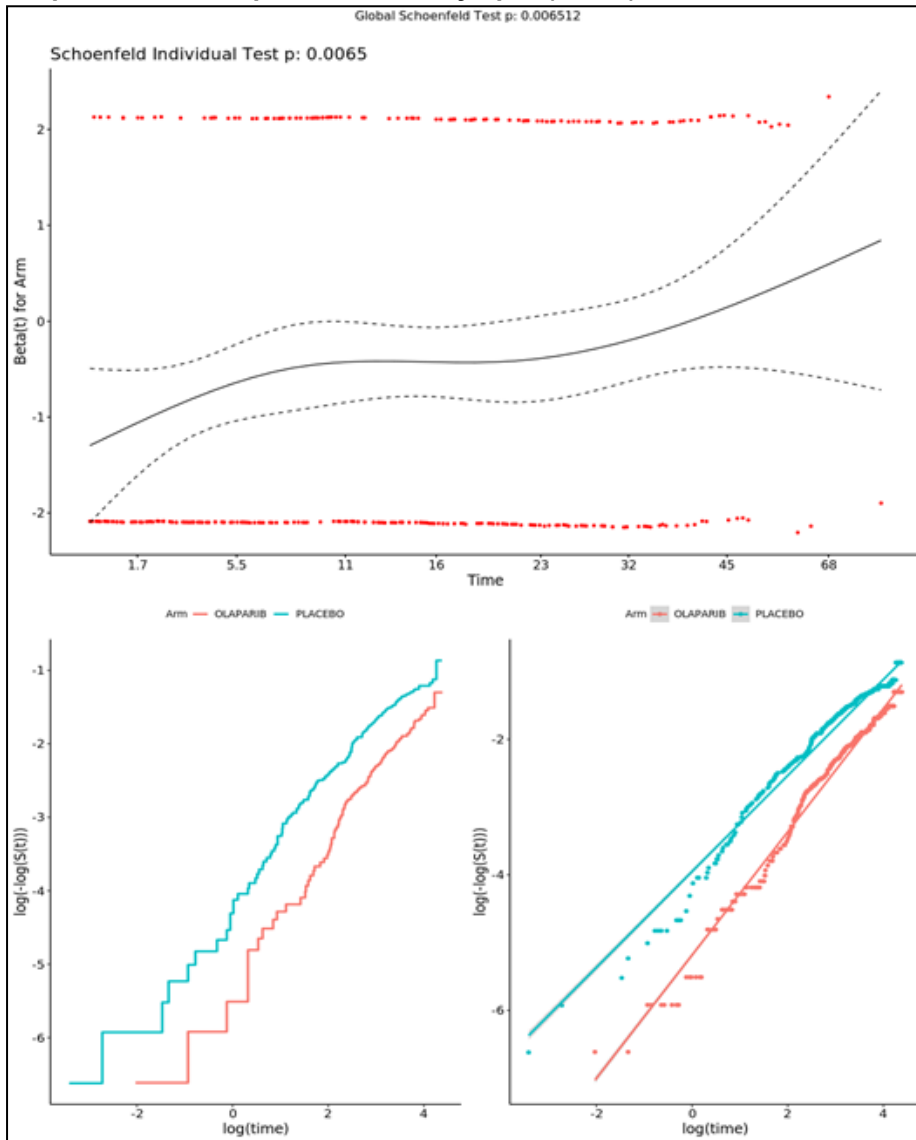 Global Schoenfeld Test p: 0.006512
Schoenfeld Individual Test p: 0.0065
Beta(t) for Arm
2
1
0
-1
-2
1.7 5.5 11 16 23 32 45 68
Time
Arm OLAPARIB PLACEBO
log(-log(S(t)))
-1
-2
-3
-4
-5
-6
-2 0 2 4
log(time)
Arm OLAPARIB PLACEBO
log(-log(S(t)))
-2
-4
-6
-2 0 2 4
log(time)